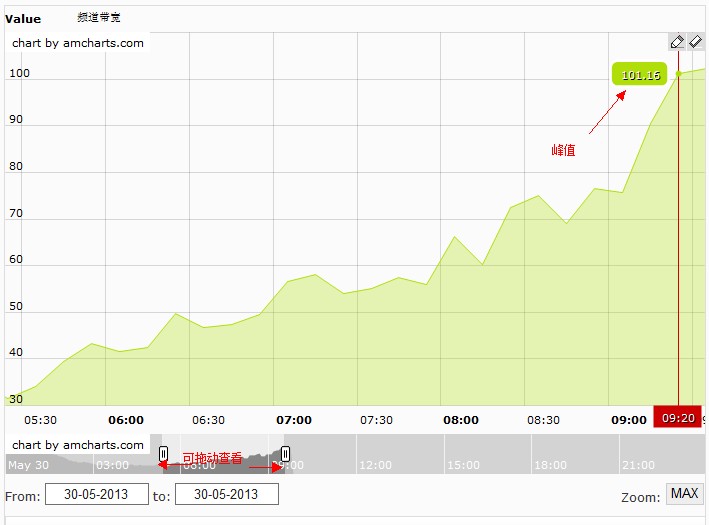 Value 频道带宽
chart by amcharts.com
100
101.16
90
峰值
80
70
60
50
40
30
05:30 06:00 06:30 07:00 07:30 08:00 08:30 09:00 09:20
chart by amcharts.com
可拖动查看
May 30 03:00 06:00 09:00 12:00 15:00 18:00 21:00
From: 30-05-2013 to: 30-05-2013 Zoom: MAX